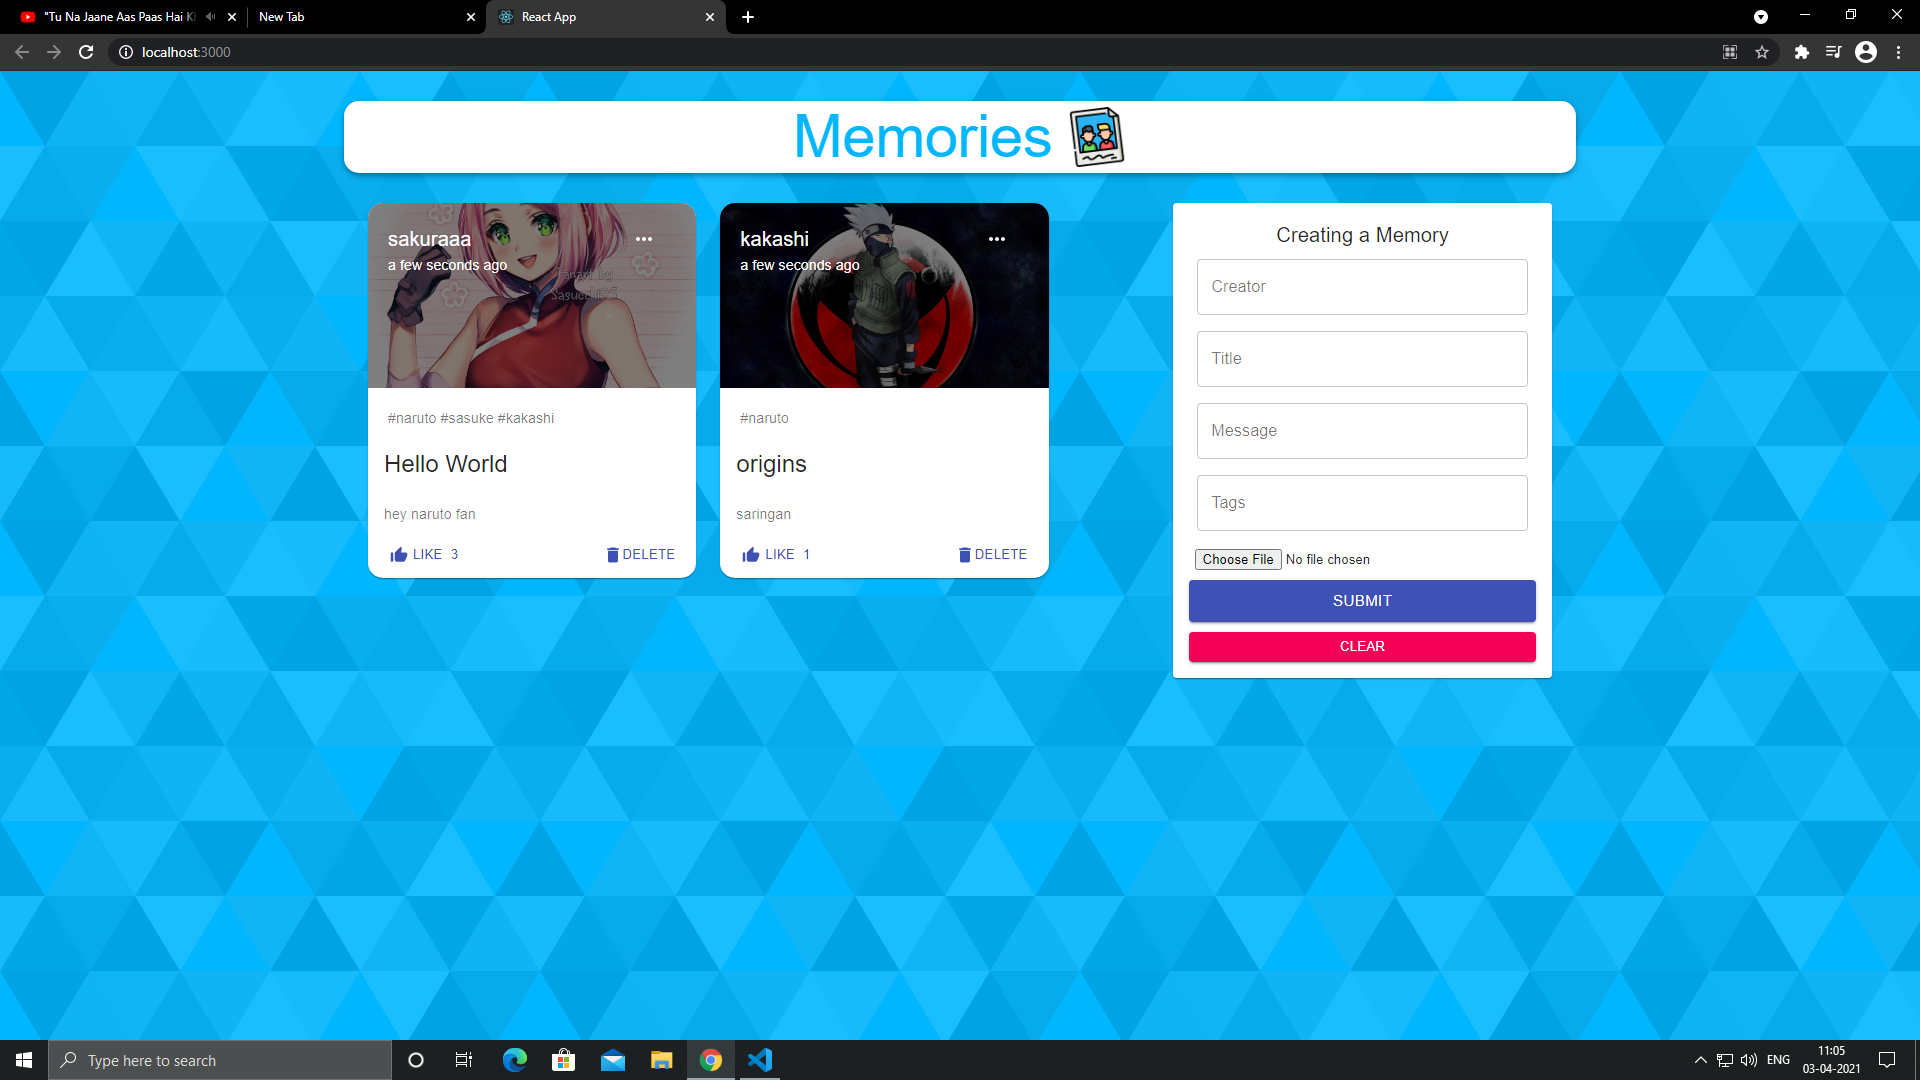 "Tu Na Jaane Aas Paas Hai K
New Tab
React App
localhost:3000
Memories
sakuraaa
a few seconds ago
Fanart by
Sasucchi95
#naruto #sasuke #kakashi
Hello World
hey naruto fan
LIKE 3
DELETE
kakashi
a few seconds ago
#naruto
origins
saringan
LIKE 1
DELETE
Creating a Memory
Creator
Title
Message
Tags
Choose File No file chosen
SUBMIT
CLEAR
Type here to search
ENG
11:05
03-04-2021